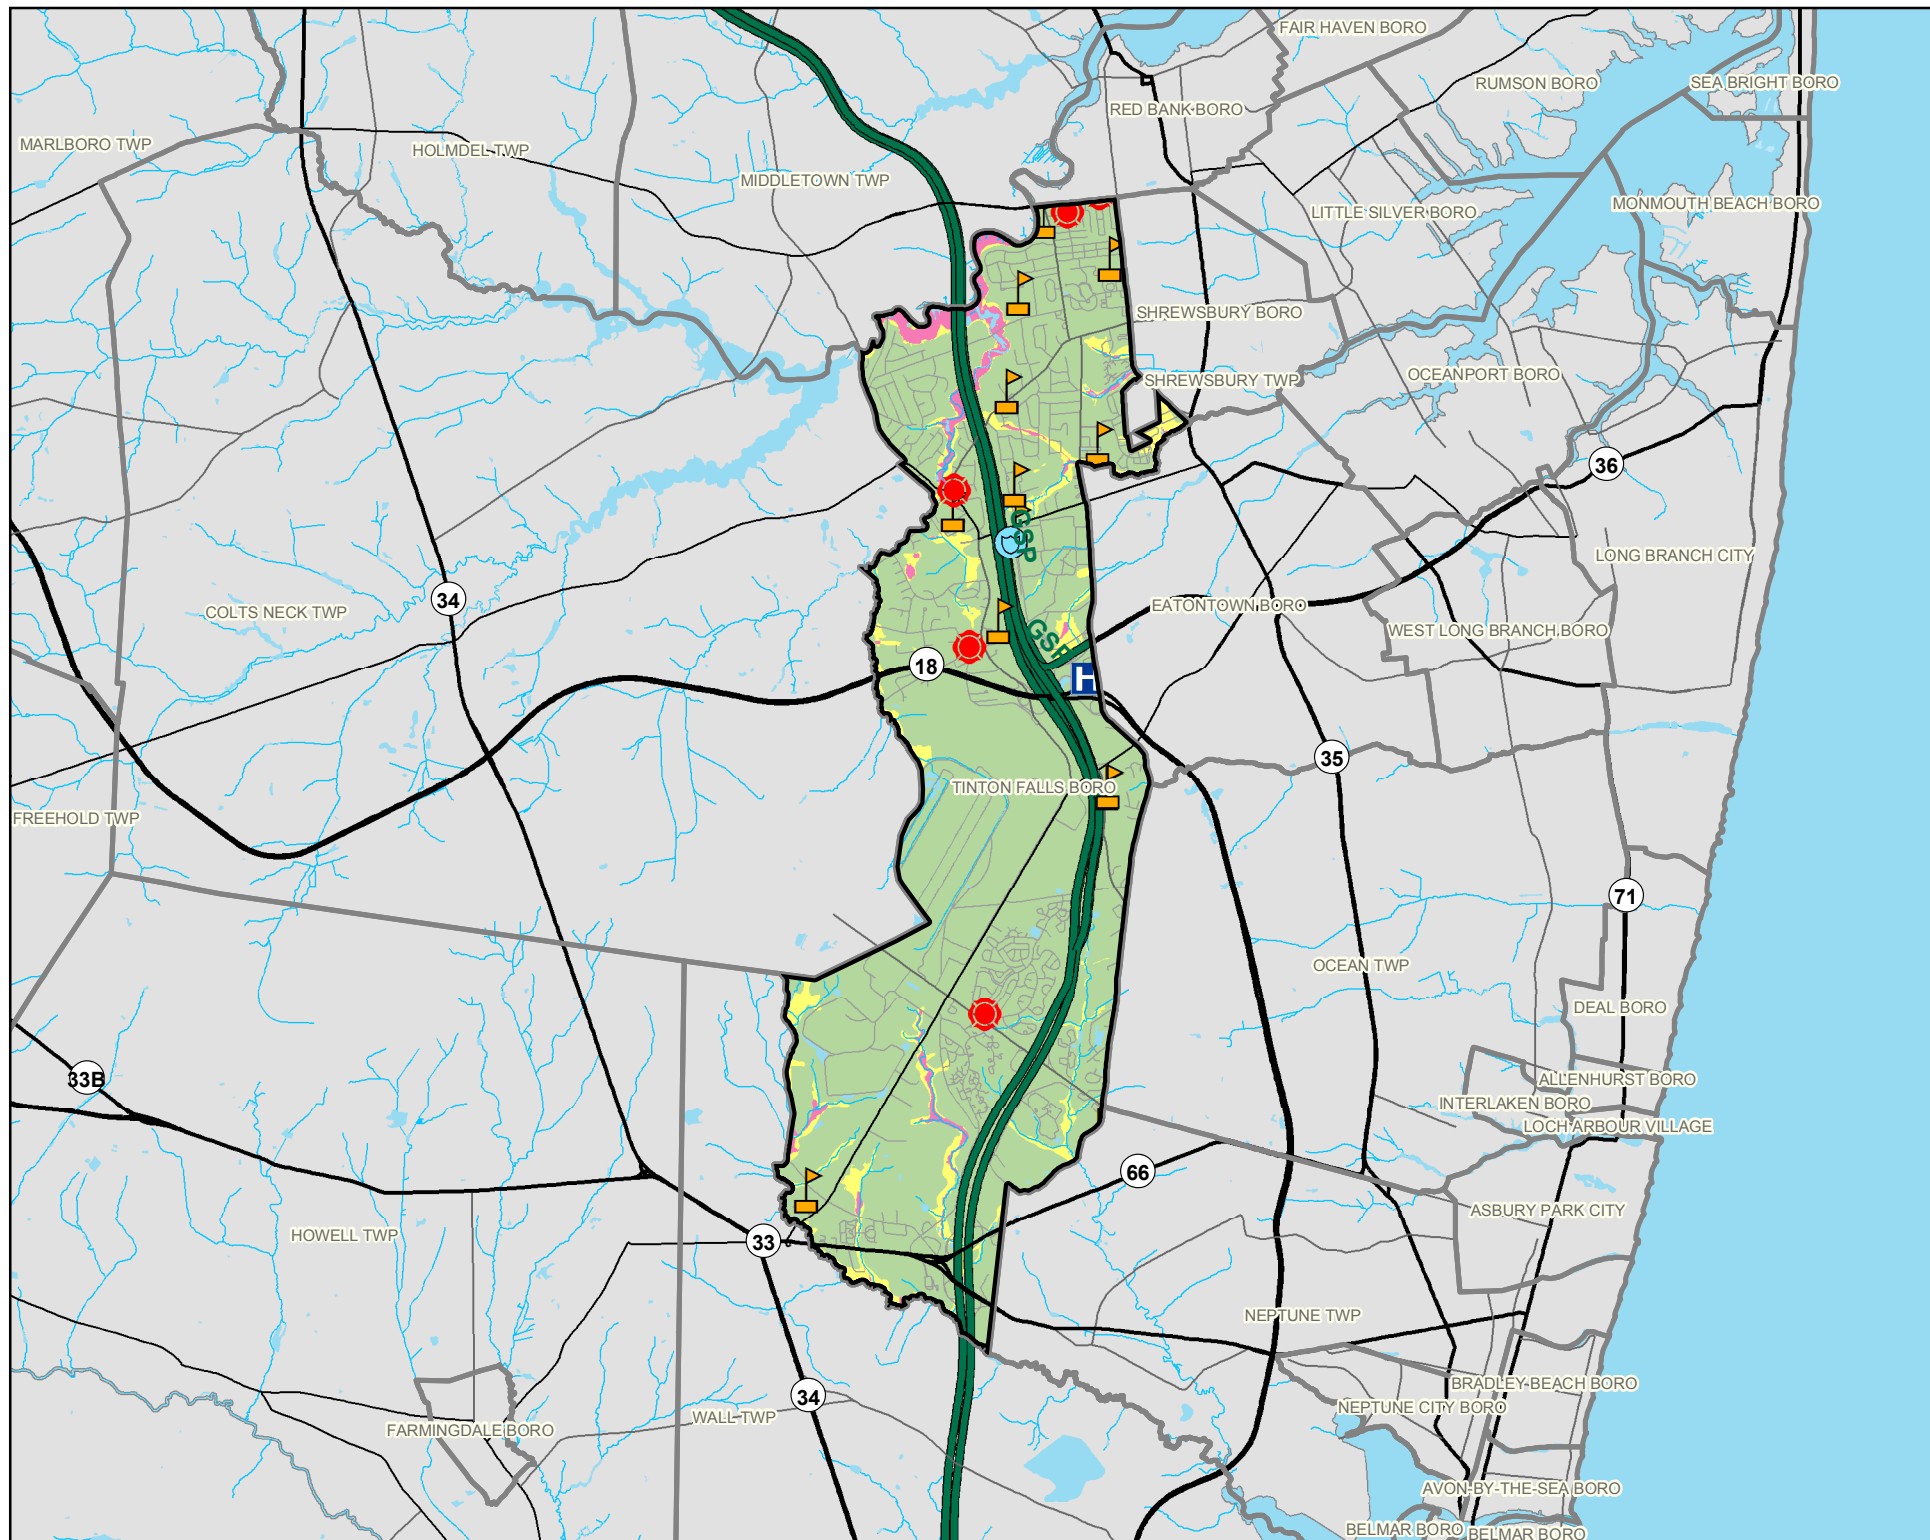 FAIR HAVEN BORO
RUMSON BORO
SEA BRIGHT BORO
RED BANK BORO
MARLBORO TWP
HOLMDEL TWP
MIDDLETOWN TWP
MONMOUTH BEACH BORO
LITTLE SILVER BORO
SHREWSBURY BORO
OCEANPORT BORO
SHREWSBURY TWP
36
GSP
LONG BRANCH CITY
34
COLTS NECK TWP
EATONTOWN BORO
WEST LONG BRANCH BORO
GSP
18
H
35
TINTON FALLS BORO
FREEHOLD TWP
71
OCEAN TWP
DEAL BORO
33B
ALLENHURST BORO
INTERLAKEN BORO
LOCH ARBOUR VILLAGE
66
ASBURY PARK CITY
HOWELL TWP
33
NEPTUNE TWP
BRADLEY BEACH BORO
34
NEPTUNE CITY BORO
WALL TWP
FARMINGDALE BORO
AVON-BY-THE-SEA BORO
BELMAR BORO
BELMAR BORO